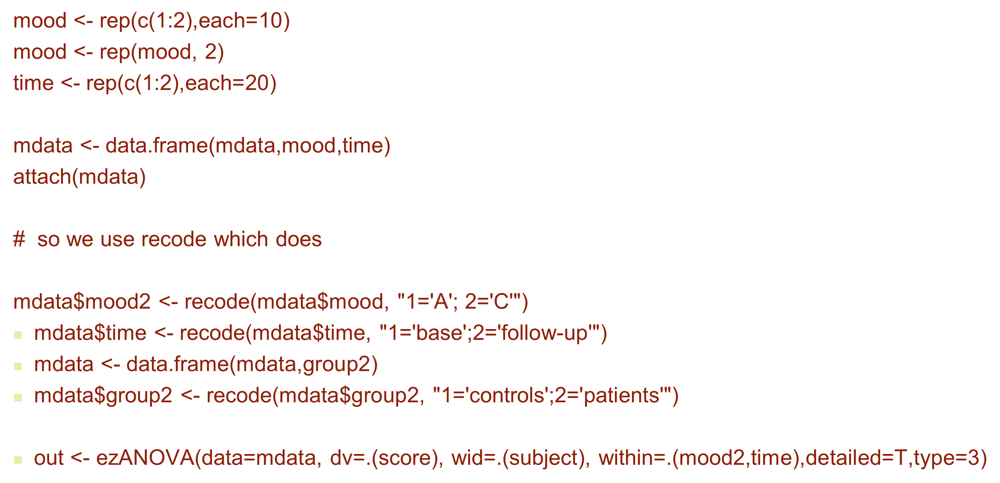 mood <- rep(c(1:2),each=10)
mood <- rep(mood, 2)
time <- rep(c(1:2),each=20)
mdata <- data.frame(mdata,mood,time)
attach(mdata)
#  so we use recode which does
mdata$mood2 <- recode(mdata$mood, "1='A'; 2='C'")
mdata$time <- recode(mdata$time, "1='base';2='follow-up'")
mdata <- data.frame(mdata,group2)
mdata$group2 <- recode(mdata$group2, "1='controls';2='patients'")
out <- ezANOVA(data=mdata, dv=.(score), wid=.(subject), within=.(mood2,time),detailed=T,type=3)